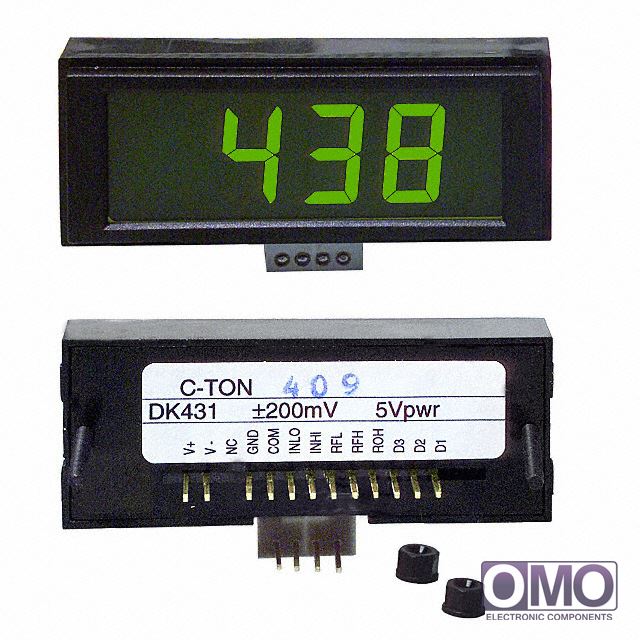 438
C-TON 409
DK431 ±200mV 5Vpwr
V+ V- NC GND COM INLO INHI RFL RFH ROH D3 D2 D1
OMO
ELECTRONIC COMPONENTS